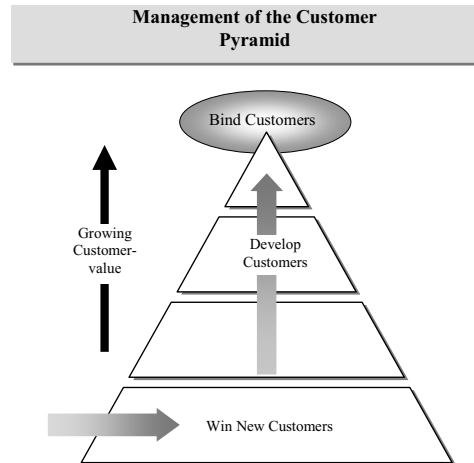 Management of the Customer
Pyramid
Bind Customers
Growing
Customer-
value
Develop
Customers
Win New Customers